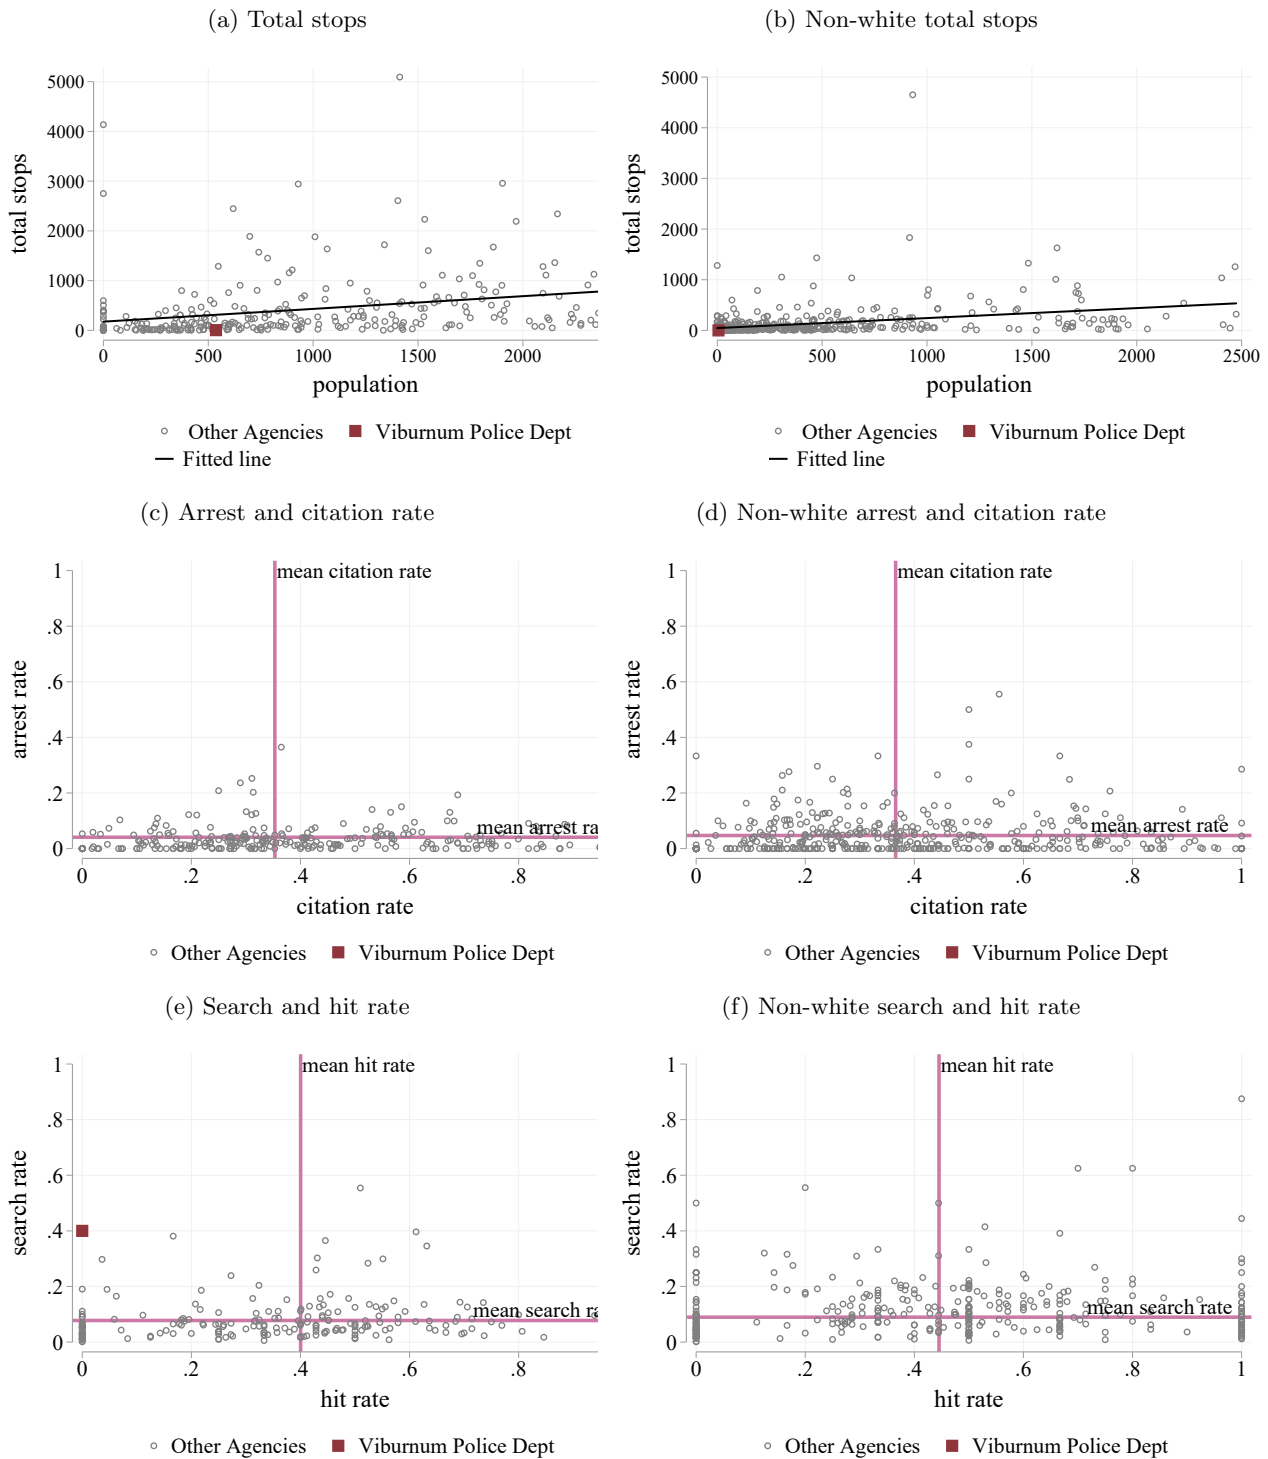 (a) Total stops
(b) Non-white total stops
total stops
5000
4000
3000
2000
1000
0
0 500 1000 1500 2000
population
Other Agencies Viburnum Police Dept
Fitted line
total stops
5000
4000
3000
2000
1000
0
0 500 1000 1500 2000 2500
population
Other Agencies Viburnum Police Dept
Fitted line
(c) Arrest and citation rate
(d) Non-white arrest and citation rate
arrest rate
1
.8
.6
.4
.2
0
mean citation rate
mean arrest ra
0 .2 .4 .6 .8
citation rate
Other Agencies Viburnum Police Dept
arrest rate
1
.8
.6
.4
.2
0
mean citation rate
mean arrest rate
0 .2 .4 .6 .8 1
citation rate
Other Agencies Viburnum Police Dept
(e) Search and hit rate
(f) Non-white search and hit rate
search rate
1
.8
.6
.4
.2
0
mean hit rate
mean search ra
0 .2 .4 .6 .8
hit rate
Other Agencies Viburnum Police Dept
search rate
1
.8
.6
.4
.2
0
mean hit rate
mean search rate
0 .2 .4 .6 .8 1
hit rate
Other Agencies Viburnum Police Dept